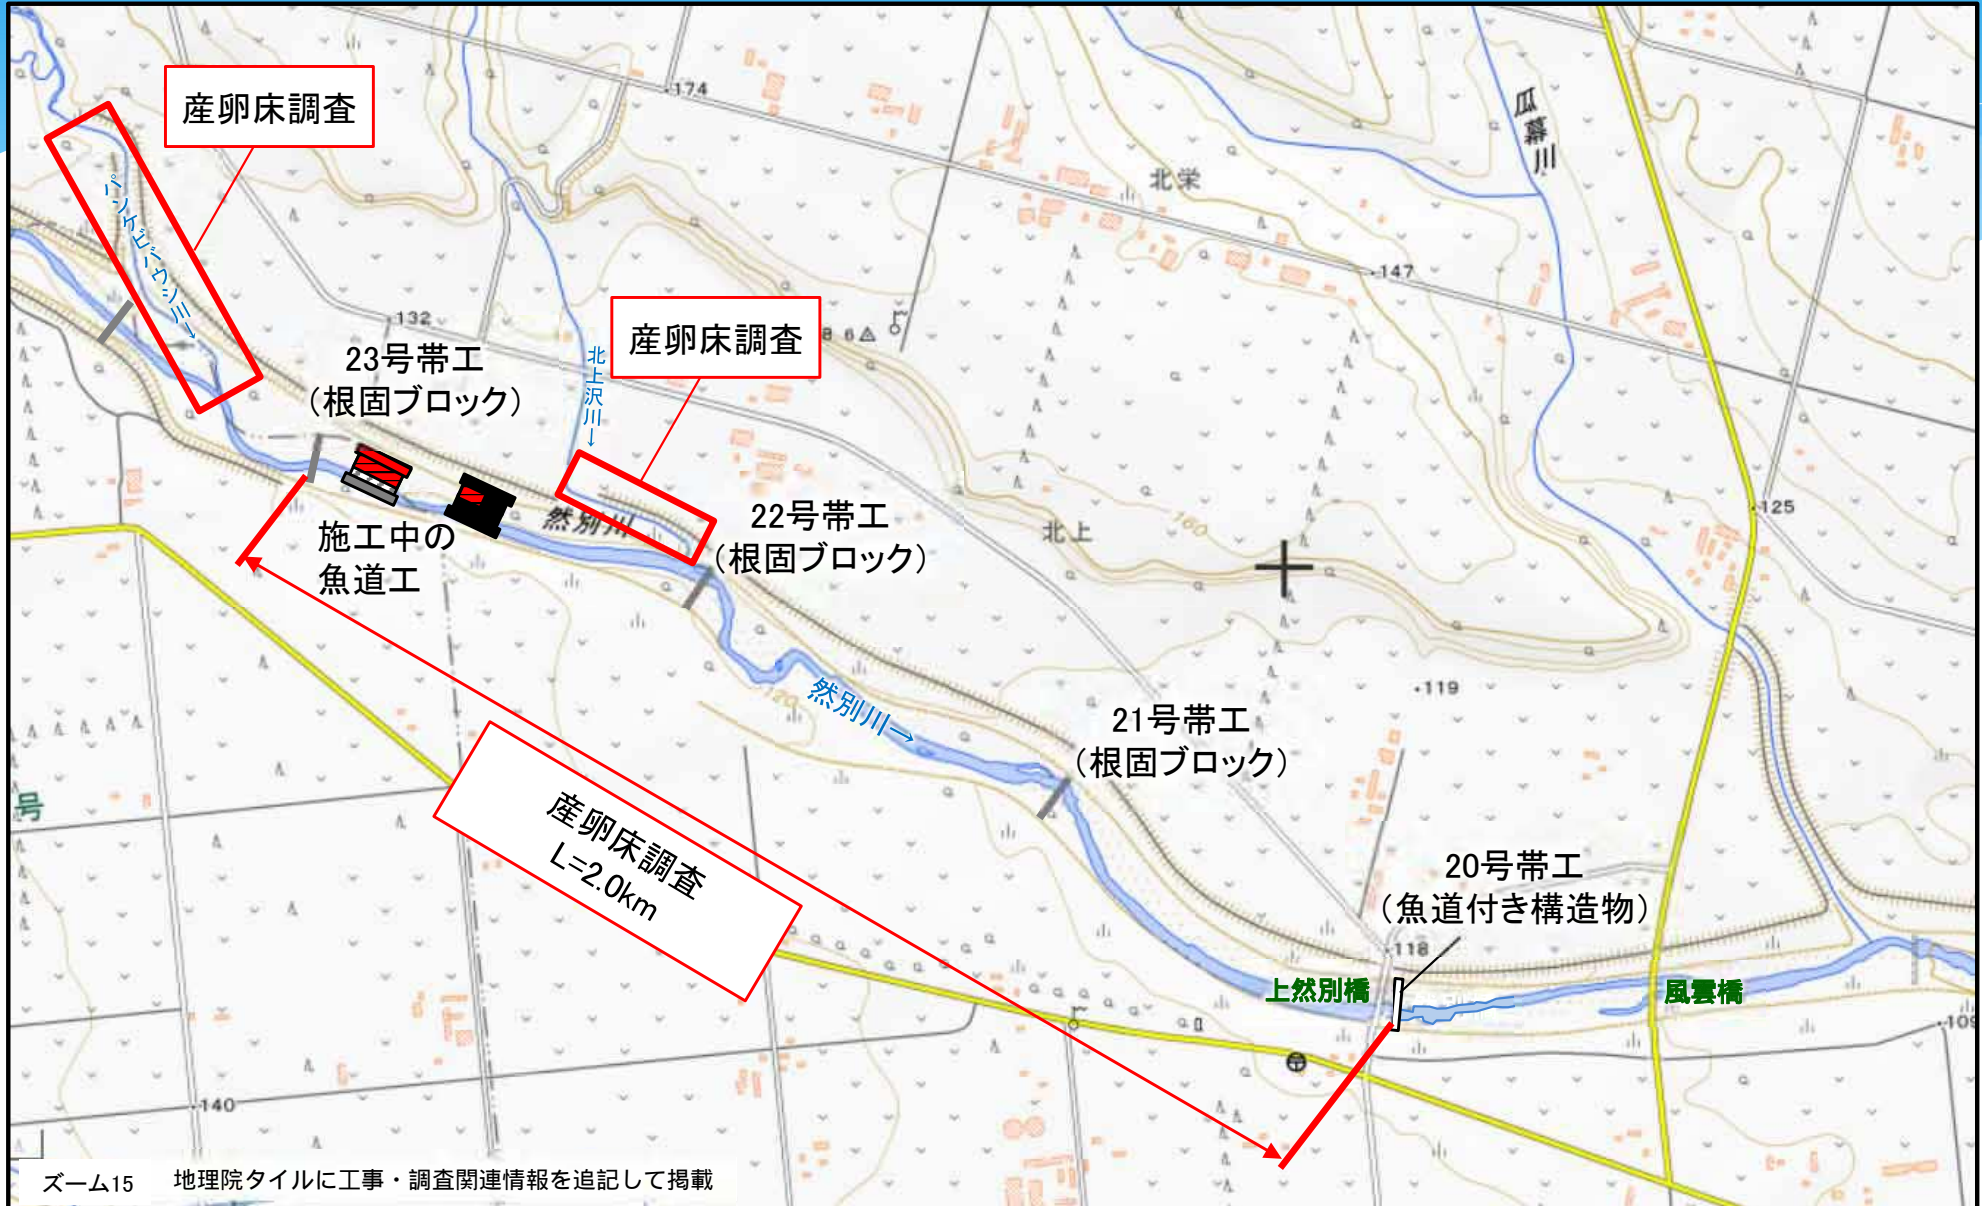 産卵床調査
パンケビバウシ川→
174
瓜幕川
北栄
147
132
産卵床調査
8 6
23号帯工
(根固ブロック)
北上沢川→
22号帯工
(根固ブロック)
然別川
北上
160
125
施工中の
魚道工
119
120
然別川→
21号帯工
(根固ブロック)
号
産卵床調査
L=2.0km
20号帯工
(魚道付き構造物)
118
上然別橋
風雲橋
109
140
ズーム15 地理院タイルに工事・調査関連情報を追記して掲載